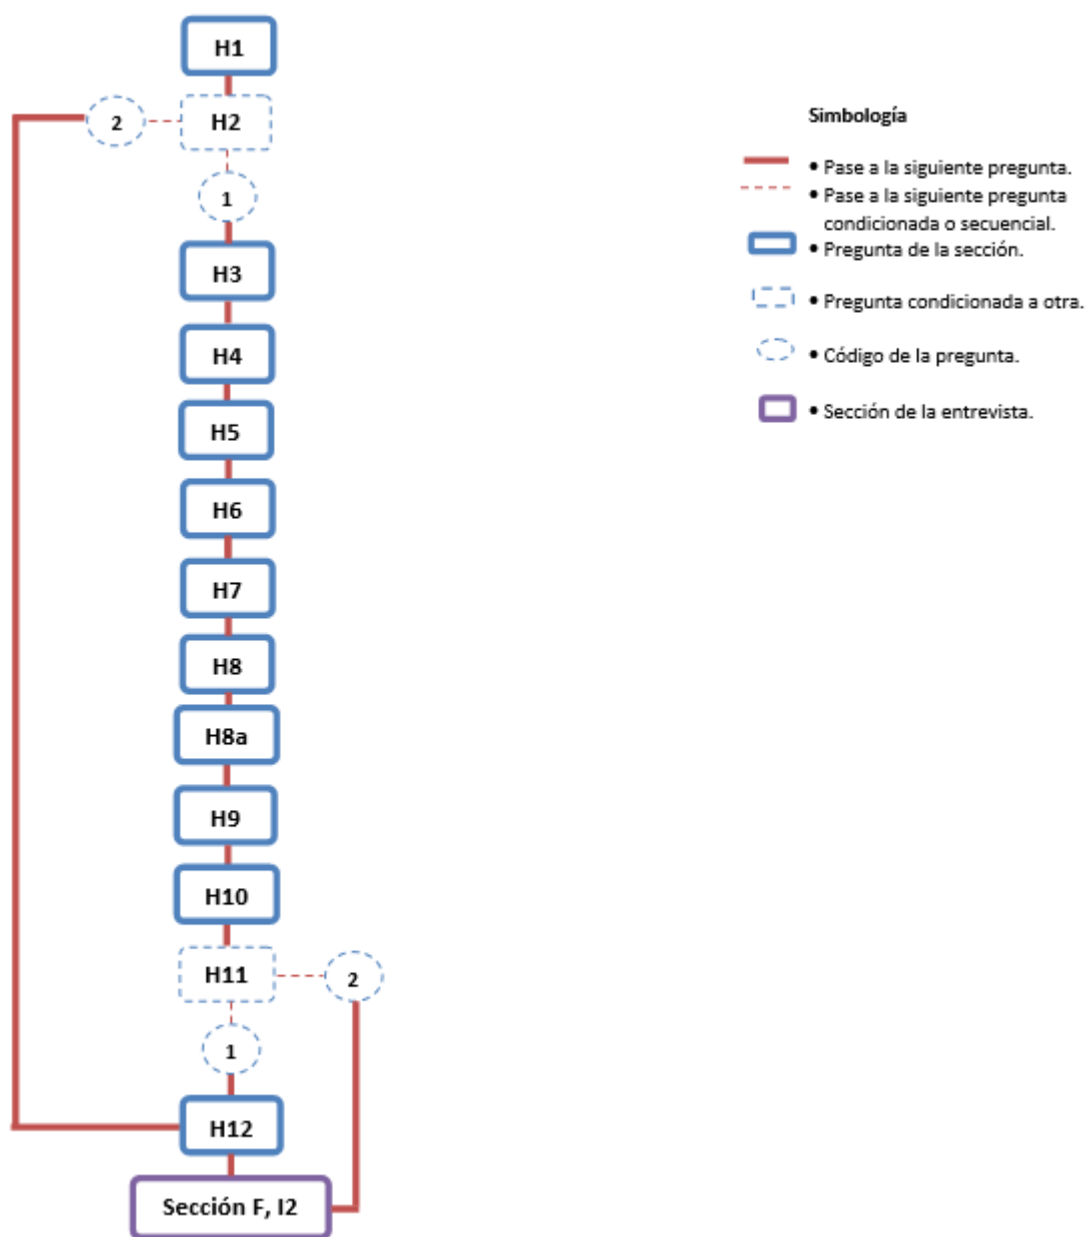 H1
2
H2
1
H3
H4
H5
H6
H7
H8
H8a
H9
H10
H11
2
1
H12
Sección F, I2
Simbología
• Pase a la siguiente pregunta.
• Pase a la siguiente pregunta
condicionada o secuencial.
• Pregunta de la sección.
• Pregunta condicionada a otra.
• Código de la pregunta.
• Sección de la entrevista.